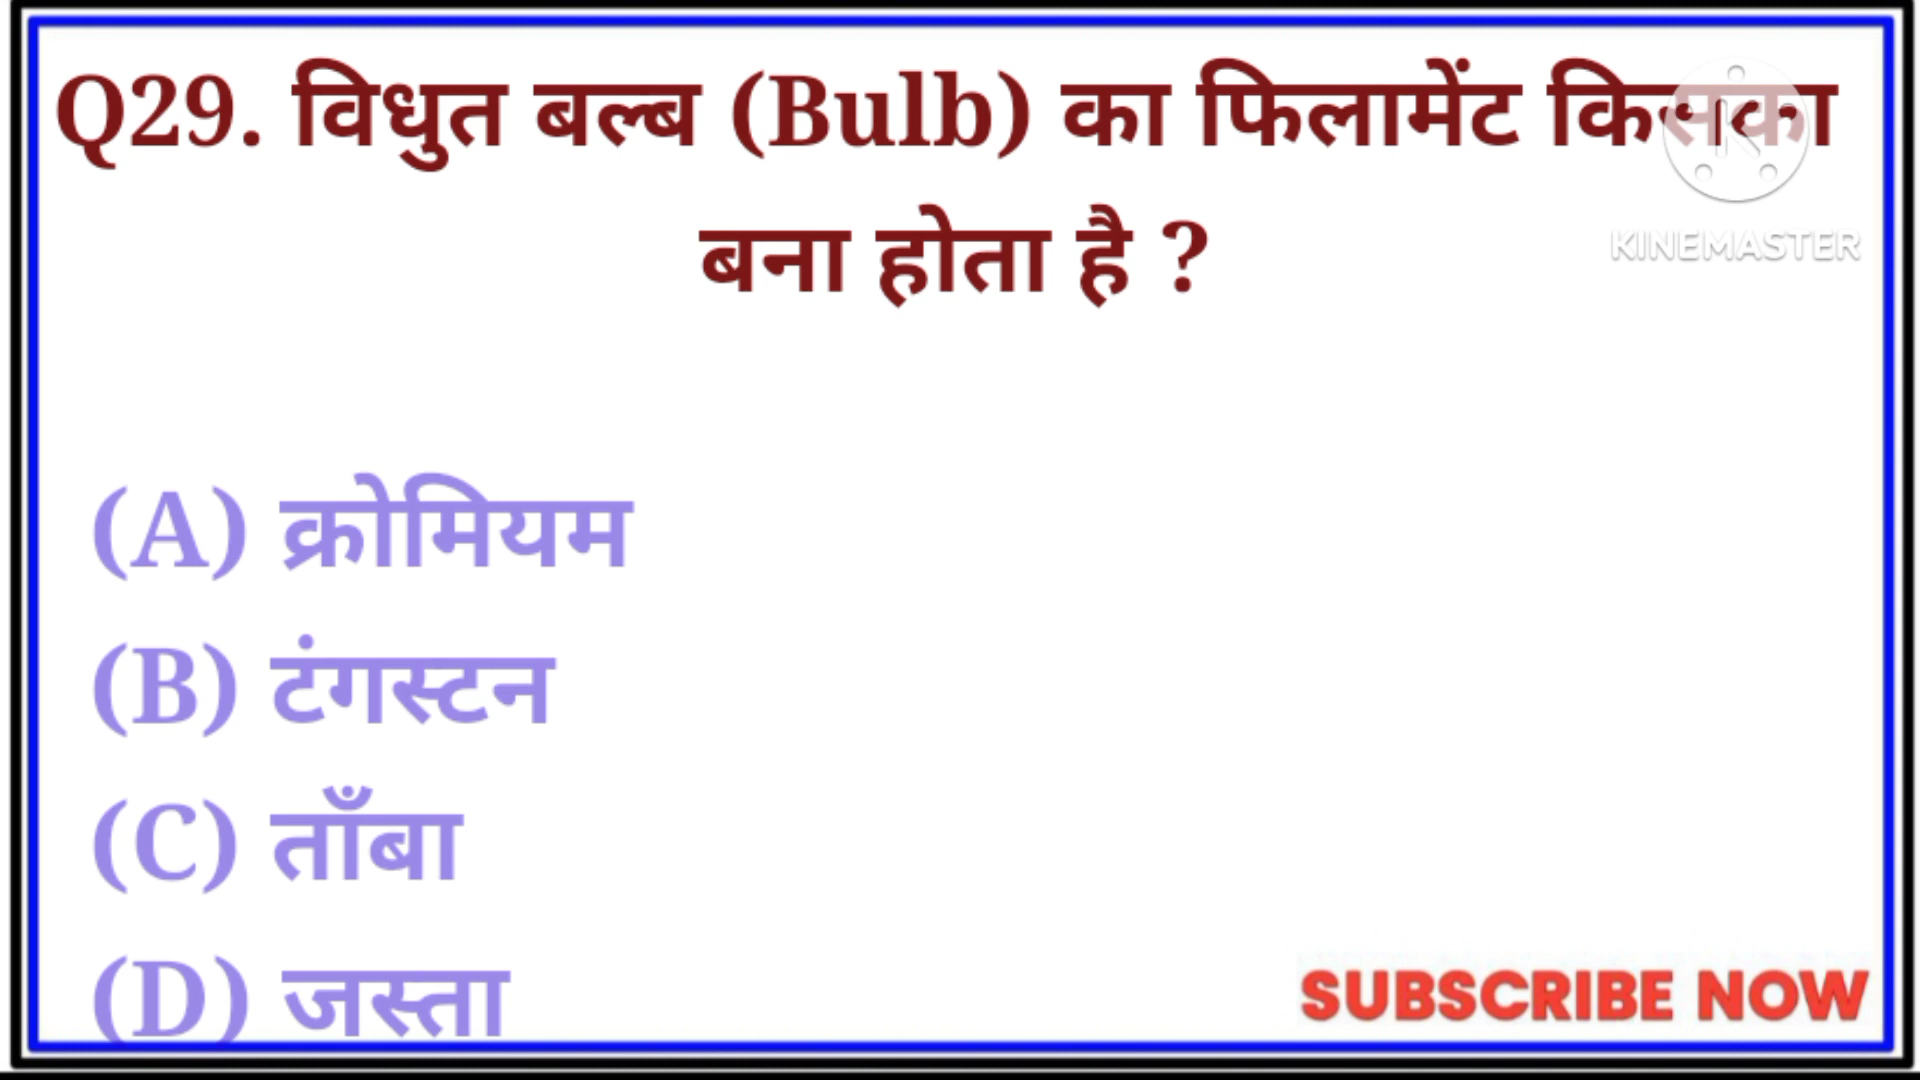 Q29. विधुत बल्ब (Bulb) का फिलामेंट किसका
बना होता है ?
KINEMASTER
(A) क्रोमियम
(B) टंगस्टन
(C) ताँबा
(D) जस्ता
SUBSCRIBE NOW